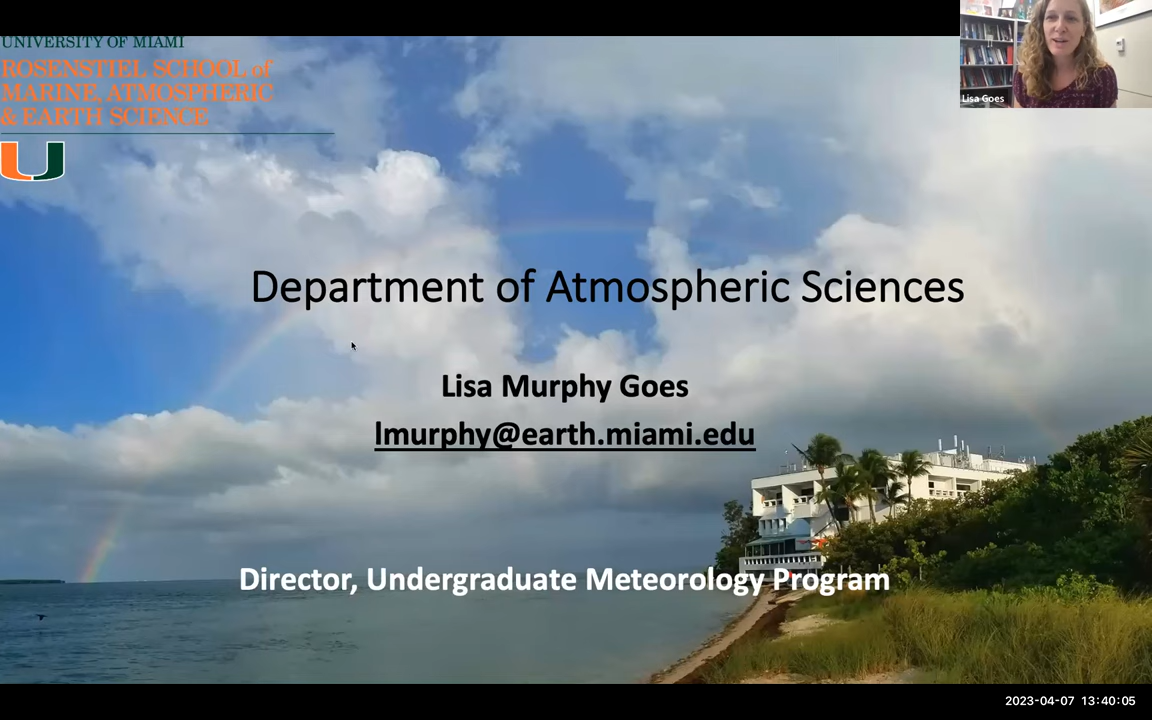 UNIVERSITY OF MIAMI
ROSENSTIEL SCHOOL of
MARINE, ATMOSPHERIC
& EARTH SCIENCE
Lisa Goes
Department of Atmospheric Sciences
Lisa Murphy Goes
lmurphy@earth.miami.edu
Director, Undergraduate Meteorology Program
2023-04-07 13:40:05